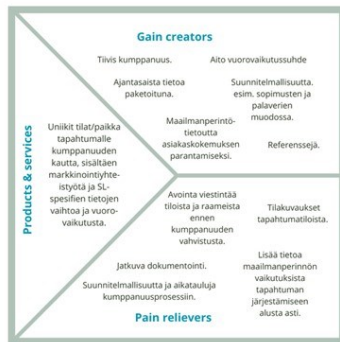 Gain creators
Tiivis kumppanuus.
Aito vuorovaikutussuhde
Ajantasaista tietoa
paketoituna.
Suunnitelmallisuutta.
esim. sopimusten ja
palaverien
muodossa.
Maailmanperintö-
tietoutta
asiakaskokemuksen
parantamiseksi.
Referenssejä.
Products & services
Uniikit tilat/paikka
tapahtumalle
kumppanuuden
kautta, sisältäen
markkinointiyhte-
istyötä ja SL-
spesifien tietojen
vaihtoa ja vuoro-
vaikutusta.
Avointa viestintää
tiloista ja raameista
ennen
kumppanuuden
vahvistusta.
Tilakuvaukset
tapahtumatiloista.
Jatkuva dokumentointi.
Lisää tietoa
maailmanperinnön
vaikutuksista
tapahtuman
järjestämiseen
alusta asti.
Suunnitelmallisuutta ja aikatauluja
kumppanuusprosessiin.
Pain relievers